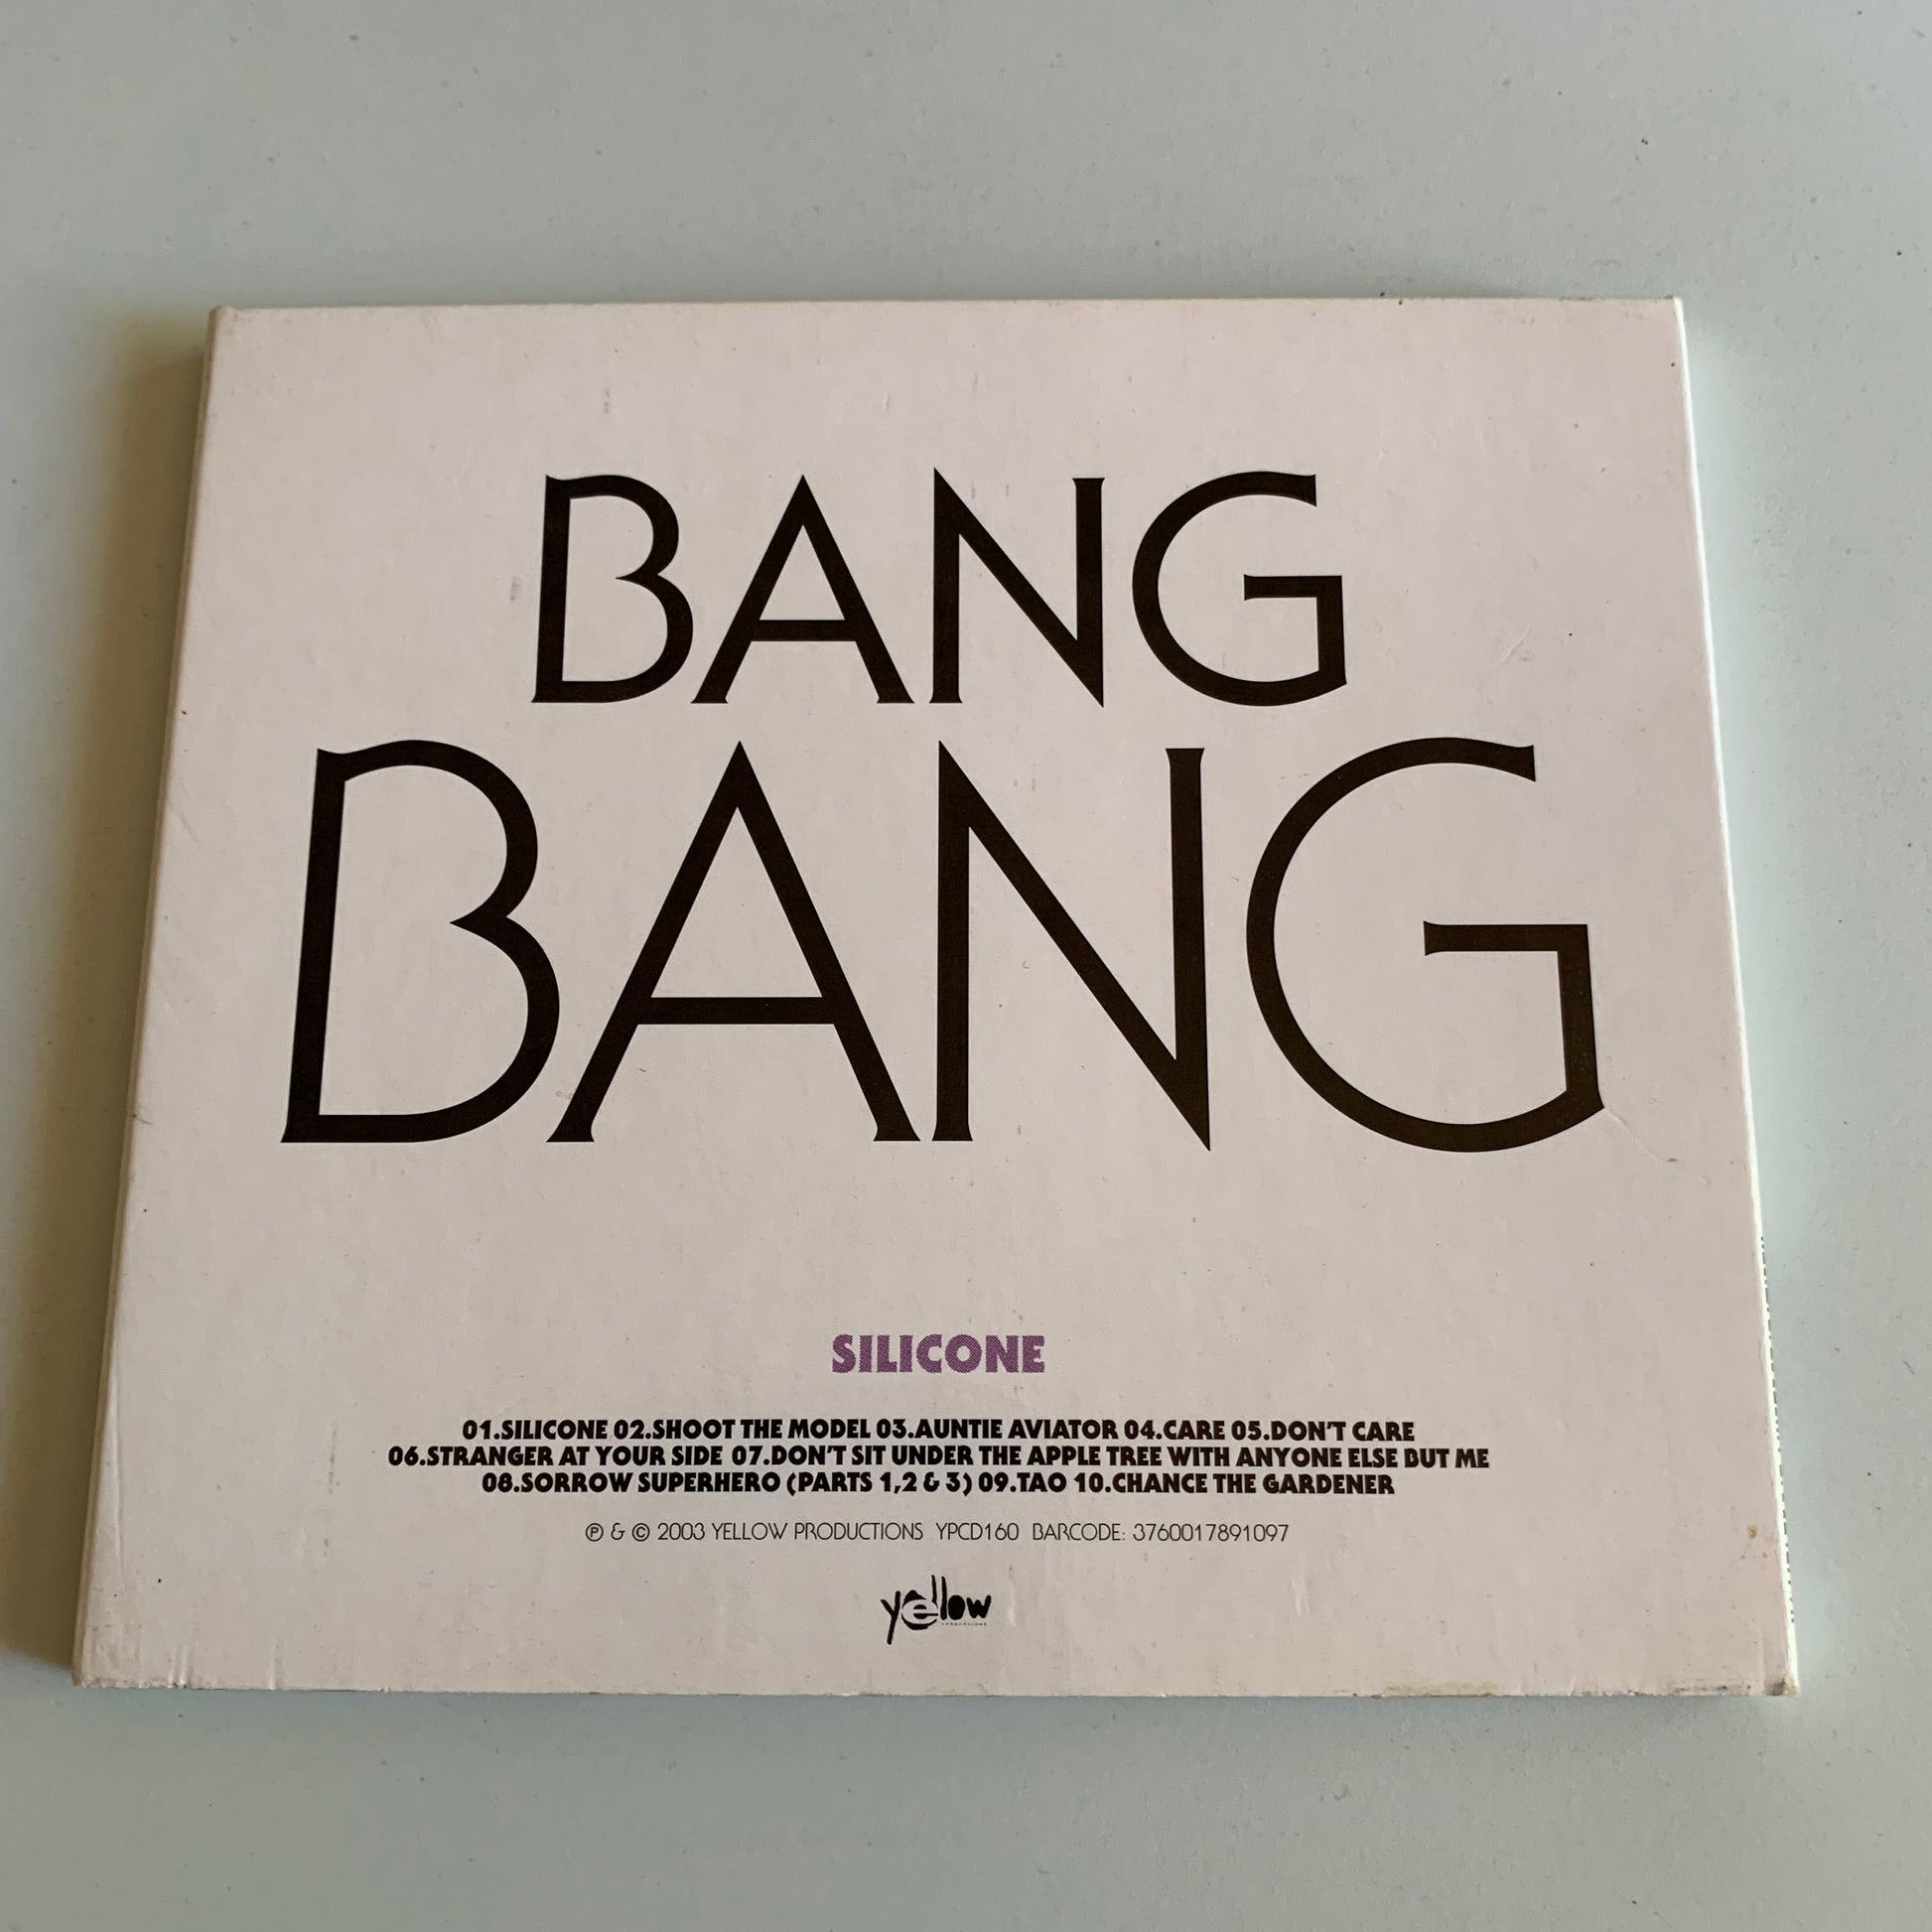 BANG
BANG
SILICONE
01.SILICONE 02.SHOOT THE MODEL 03.AUNTIE AVIATOR 04.CARE 05.DON'T CARE
06.STRANGER AT YOUR SIDE 07.DON'T SIT UNDER THE APPLE TREE WITH ANYONE ELSE BUT ME
08.SORROW SUPERHERO (PARTS 1,2 & 3) 09.TAO 10.CHANCE THE GARDENER
℗ & © 2003 YELLOW PRODUCTIONS YPCD160 BARCODE: 3760017891097
yellow